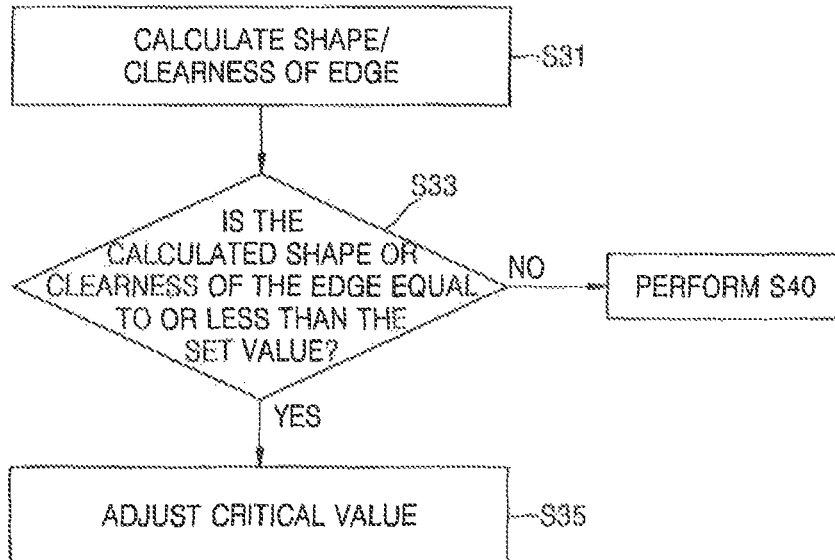 CALCULATE SHAPE/
CLEARNESS OF EDGE
S31
S33
IS THE
CALCULATED SHAPE OR
CLEARNESS OF THE EDGE EQUAL
TO OR LESS THAN THE
SET VALUE?
NO
PERFORM S40
YES
ADJUST CRITICAL VALUE
S35